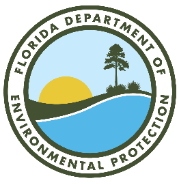 FLORIDA DEPARTMENT OF
ENVIRONMENTAL PROTECTION